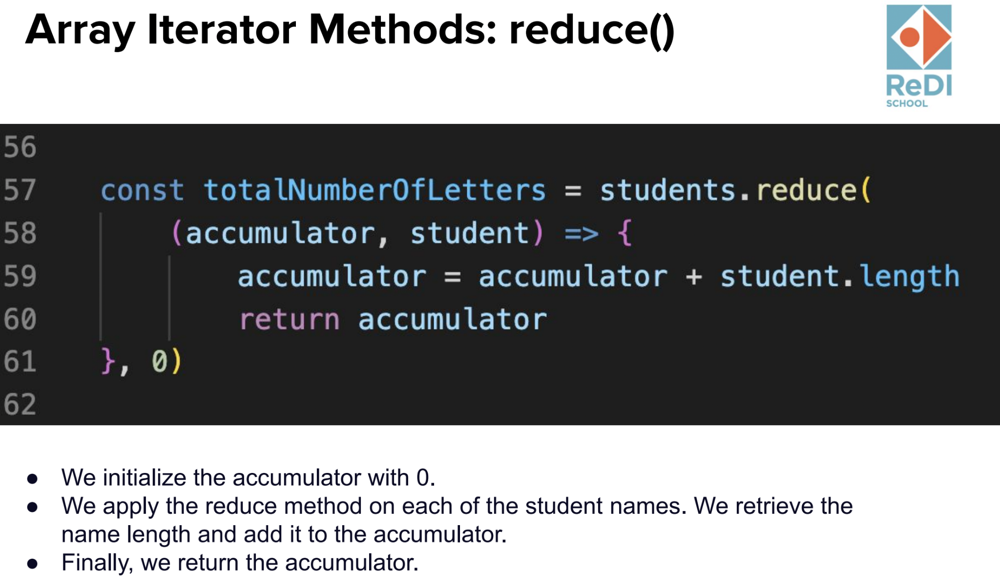 Array Iterator Methods: reduce()
ReDI
SCHOOL
56
57 const totalNumberOfLetters = students.reduce(
58 (accumulator, student) => {
59 accumulator = accumulator + student.length
60 return accumulator
61 }, 0)
62
● We initialize the accumulator with 0.
● We apply the reduce method on each of the student names. We retrieve the
name length and add it to the accumulator.
● Finally, we return the accumulator.